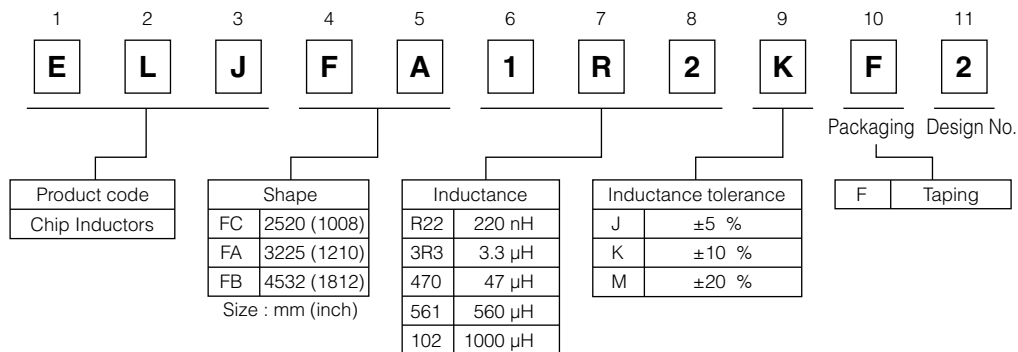 1 2 3 4 5 6 7 8 9 10 11
E L J F A 1 R 2 K F 2
Packaging Design No.
Product code
Chip Inductors
Shape
FC 2520 (1008)
FA 3225 (1210)
FB 4532 (1812)
Size : mm (inch)
Inductance
R22 220 nH
3R3 3.3 µH
470 47 µH
561 560 µH
102 1000 µH
Inductance tolerance
J ±5 %
K ±10 %
M ±20 %
F Taping